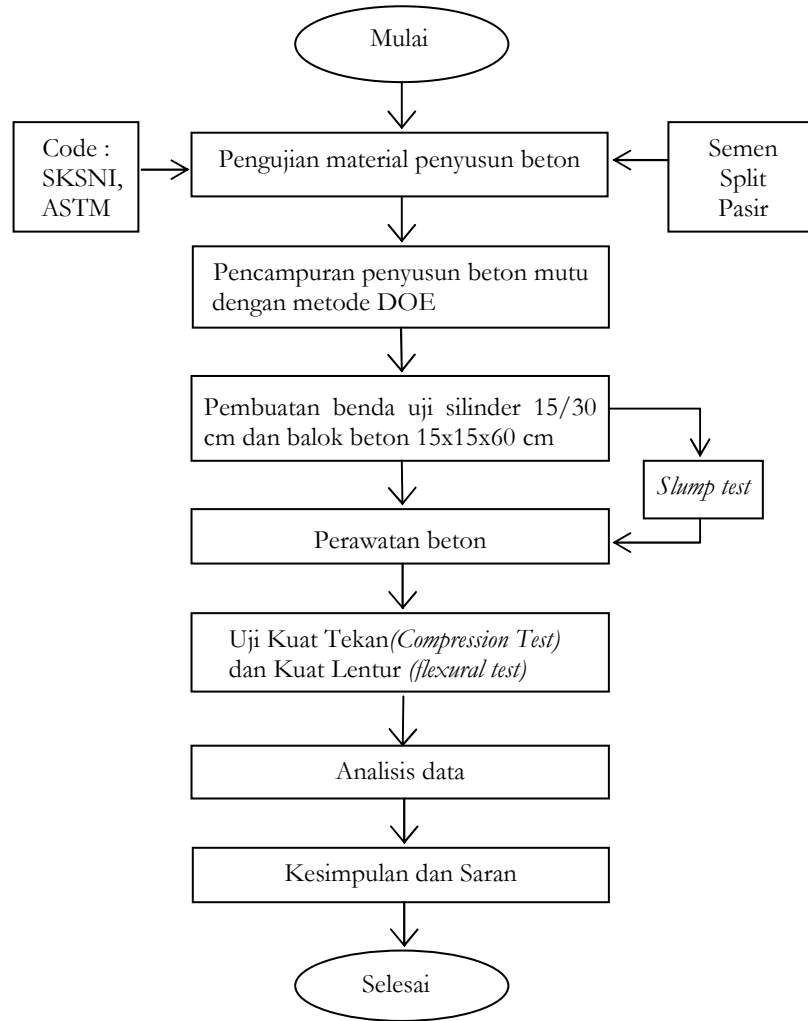 Mulai
Code :
SKSNI,
ASTM
Pengujian material penyusun beton
Semen
Split
Pasir
Pencampuran penyusun beton mutu
dengan metode DOE
Pembuatan benda uji silinder 15/30
cm dan balok beton 15x15x60 cm
Slump test
Perawatan beton
Uji Kuat Tekan(Compression Test)
dan Kuat Lentur (flexural test)
Analisis data
Kesimpulan dan Saran
Selesai